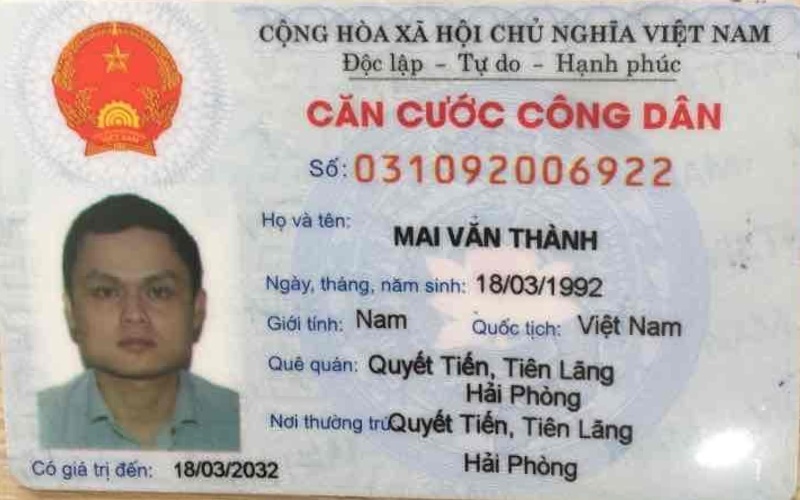 CỘNG HÒA XÃ HỘI CHỦ NGHĨA VIỆT NAM
Độc lập - Tự do - Hạnh phúc
CĂN CƯỚC CÔNG DÂN
Số: 031092006922
Họ và tên:
MAI VĂN THÀNH
Ngày, tháng, năm sinh: 18/03/1992
Giới tính: Nam Quốc tịch: Việt Nam
Quê quán: Quyết Tiến, Tiên Lãng
Hải Phòng
Nơi thường trú Quyết Tiến, Tiên Lãng
Hải Phòng
Có giá trị đến: 18/03/2032